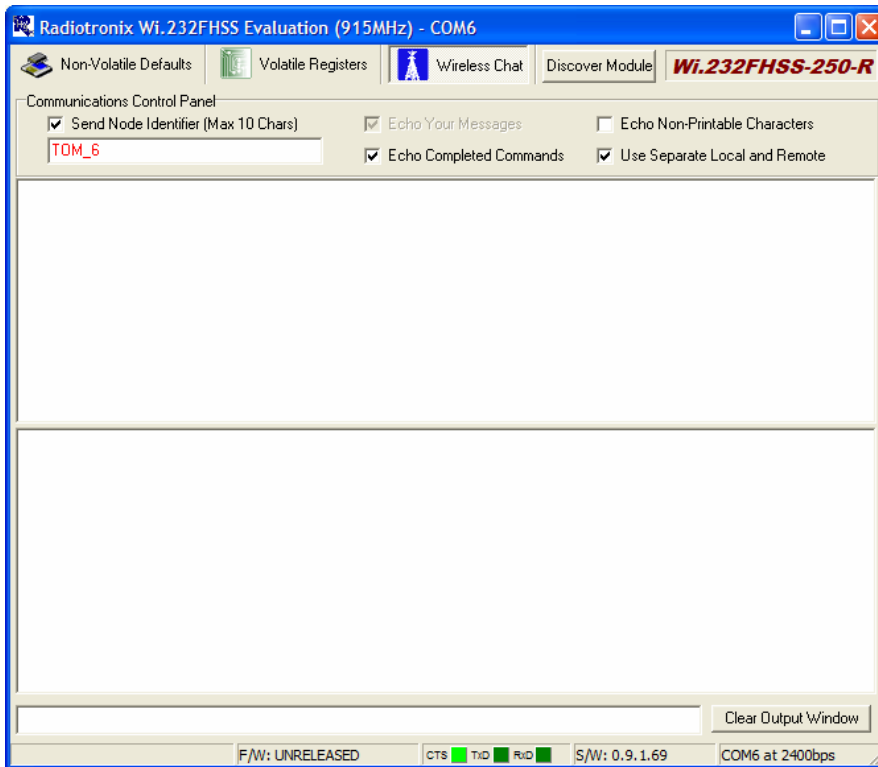 Radiotronix Wi.232FHSS Evaluation (915MHz) - COM6
Non-Volatile Defaults
Volatile Registers
Wireless Chat
Discover Module
Wi.232FHSS-250-R
Communications Control Panel
Send Node Identifier (Max 10 Chars)
Echo Your Messages
Echo Non-Printable Characters
TOM_6
Echo Completed Commands
Use Separate Local and Remote
Clear Output Window
F/W: UNRELEASED
CTS
TxD
RxD
S/W: 0.9.1.69
COM6 at 2400bps